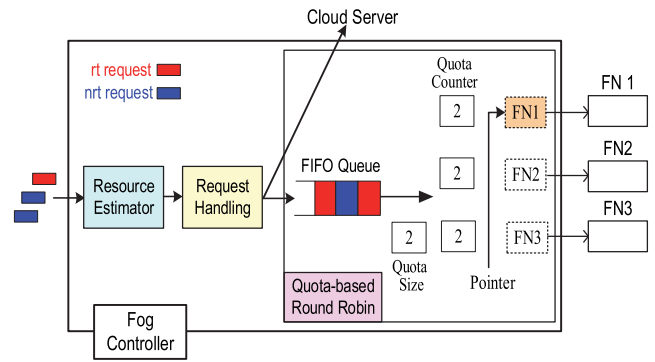 Cloud Server
rt request
nrt request
Quota
Counter
FN 1
2
FN1
Resource
Estimator
Request
Handling
FIFO Queue
2
FN2
FN2
2
2
FN3
FN3
Quota
Size
Pointer
Quota-based
Round Robin
Fog
Controller